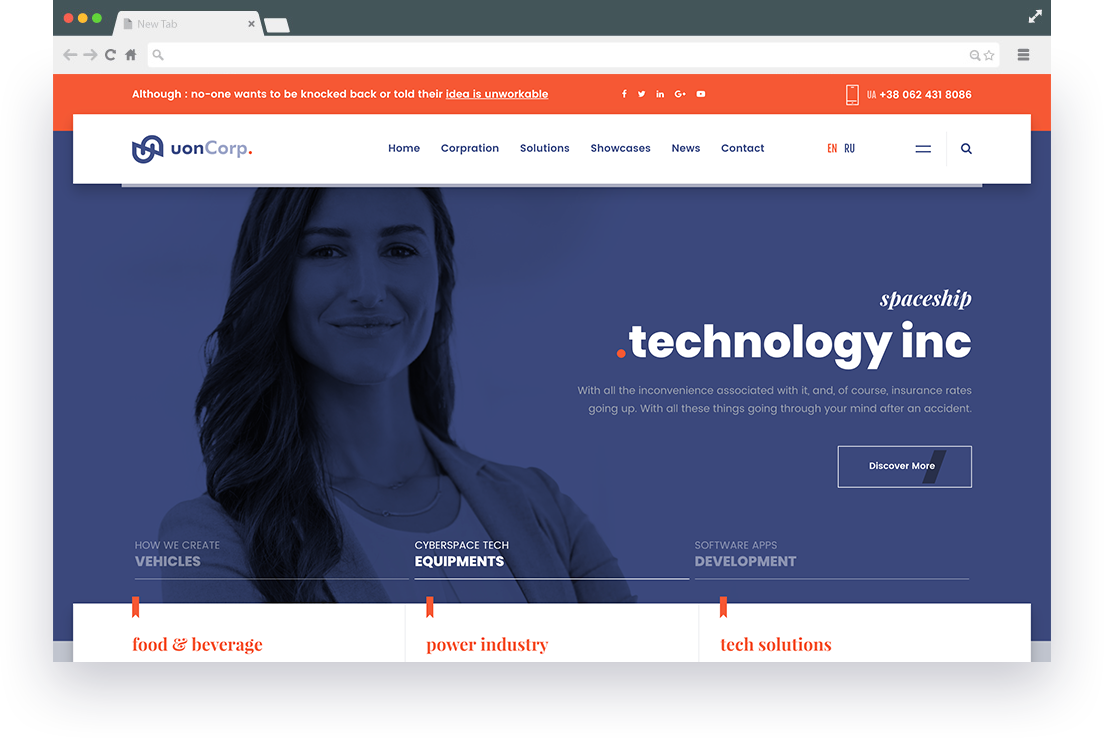 New Tab
Although : no-one wants to be knocked back or told their idea is unworkable
UA +38 062 431 8086
uonCorp.
Home Corpration Solutions Showcases News Contact
EN RU
spaceship
.technology inc
With all the inconvenience associated with it, and, of course, insurance rates
going up. With all these things going through your mind after an accident.
Discover More
HOW WE CREATE
VEHICLES
CYBERSPACE TECH
EQUIPMENTS
SOFTWARE APPS
DEVELOPMENT
food & beverage
power industry
tech solutions